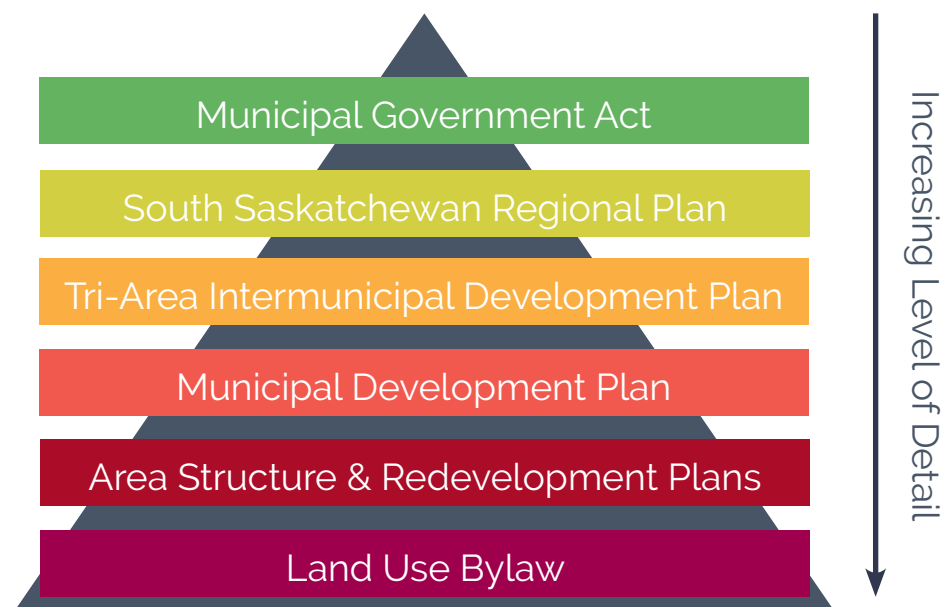 Municipal Government Act
South Saskatchewan Regional Plan
Tri-Area Intermunicipal Development Plan
Municipal Development Plan
Area Structure & Redevelopment Plans
Land Use Bylaw
Increasing Level of Detail